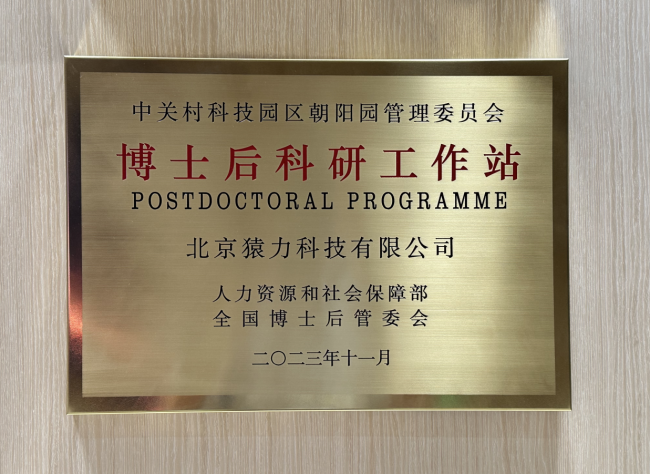 中关村科技园区朝阳园管理委员会
博士后科研工作站
POSTDOCTORAL PROGRAMME
北京猿力科技有限公司
人力资源和社会保障部
全国博士后管委会
二〇二三年十一月